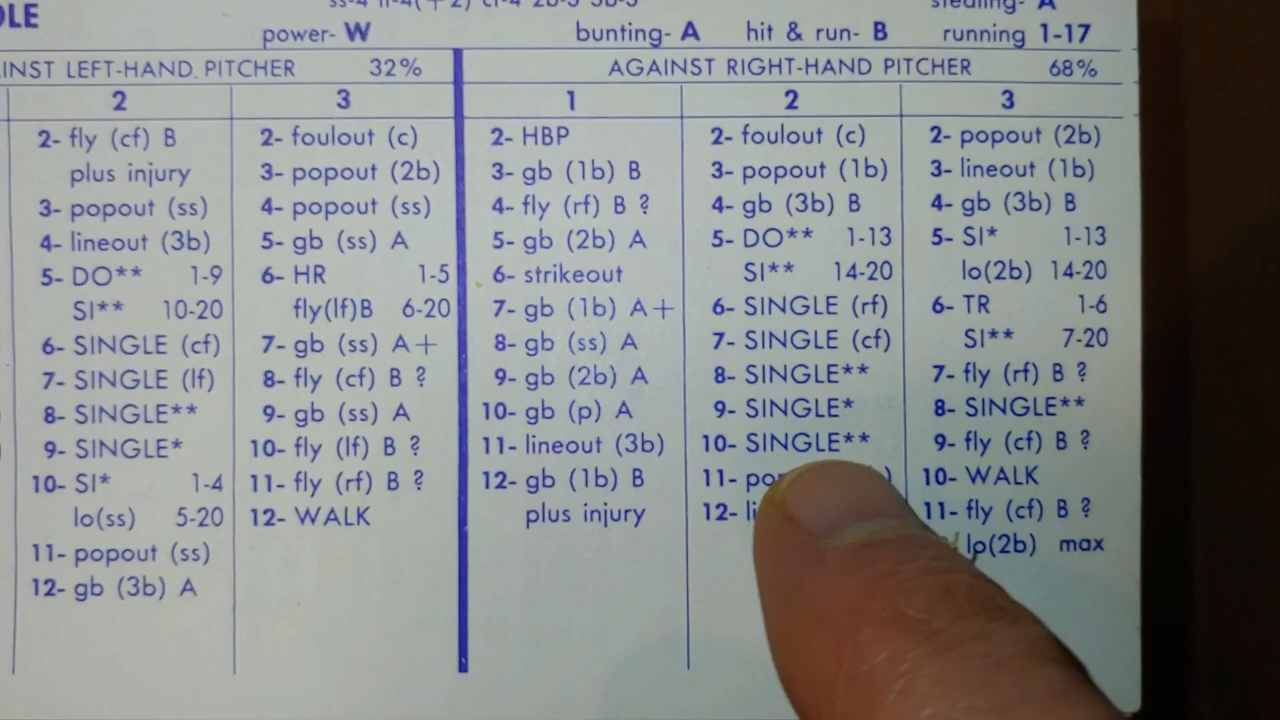 OLE
stealing- A
power- W bunting- A hit & run- B running 1-17
INST LEFT-HAND PITCHER 32% AGAINST RIGHT-HAND PITCHER 68%
2
2- fly (cf) B
plus injury
3- popout (ss)
4- lineout (3b)
5- DO** 1-9
SI** 10-20
6- SINGLE (cf)
7- SINGLE (lf)
8- SINGLE**
9- SINGLE*
10- SI* 1-4
lo(ss) 5-20
11- popout (ss)
12- gb (3b) A
3
2- foulout (c)
3- popout (2b)
4- popout (ss)
5- gb (ss) A
6- HR 1-5
fly(lf)B 6-20
7- gb (ss) A+
8- fly (cf) B ?
9- gb (ss) A
10- fly (lf) B ?
11- fly (rf) B ?
12- WALK
1
2- HBP
3- gb (1b) B
4- fly (rf) B ?
5- gb (2b) A
6- strikeout
7- gb (1b) A+
8- gb (ss) A
9- gb (2b) A
10- gb (p) A
11- lineout (3b)
12- gb (1b) B
plus injury
2
2- foulout (c)
3- popout (1b)
4- gb (3b) B
5- DO** 1-13
SI** 14-20
6- SINGLE (rf)
7- SINGLE (cf)
8- SINGLE**
9- SINGLE*
10- SINGLE**
11- po
12- li
3
2- popout (2b)
3- lineout (1b)
4- gb (3b) B
5- SI* 1-13
lo(2b) 14-20
6- TR 1-6
SI** 7-20
7- fly (rf) B ?
8- SINGLE**
9- fly (cf) B ?
10- WALK
11- fly (cf) B ?
lo(2b) max